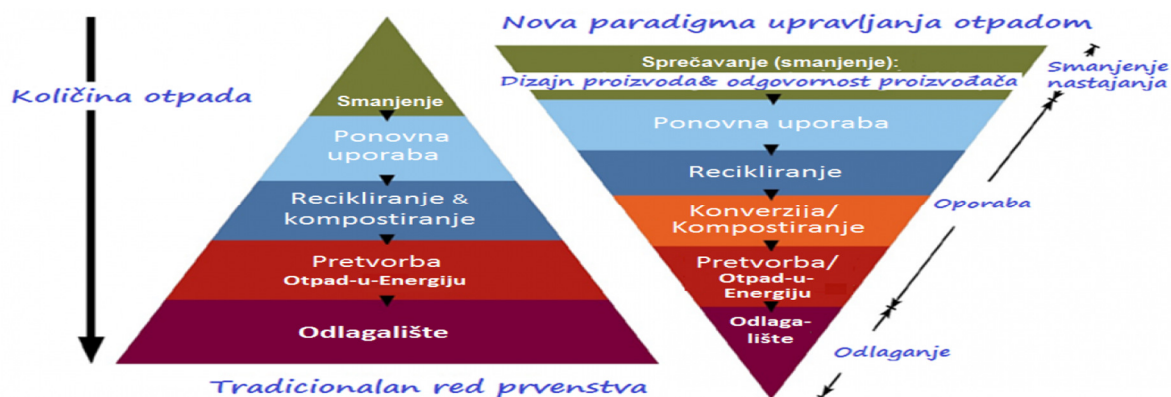 Količina otpada
Smanjenje
Ponovna
uporaba
Recikliranje &
kompostiranje
Pretvorba
Otpad-u-Energiju
Odlagalište
Tradicionalan red prvenstva
Nova paradigma upravljanja otpadom
Sprečavanje (smanjenje):
Dizajn proizvoda& odgovornost proizvođača
Ponovna uporaba
Recikliranje
Konverzija/
Kompostiranje
Pretvorba/
Otpad-u-
Energiju
Odlaga-
lište
Smanjenje
nastajanja
Oporaba
Odlaganje